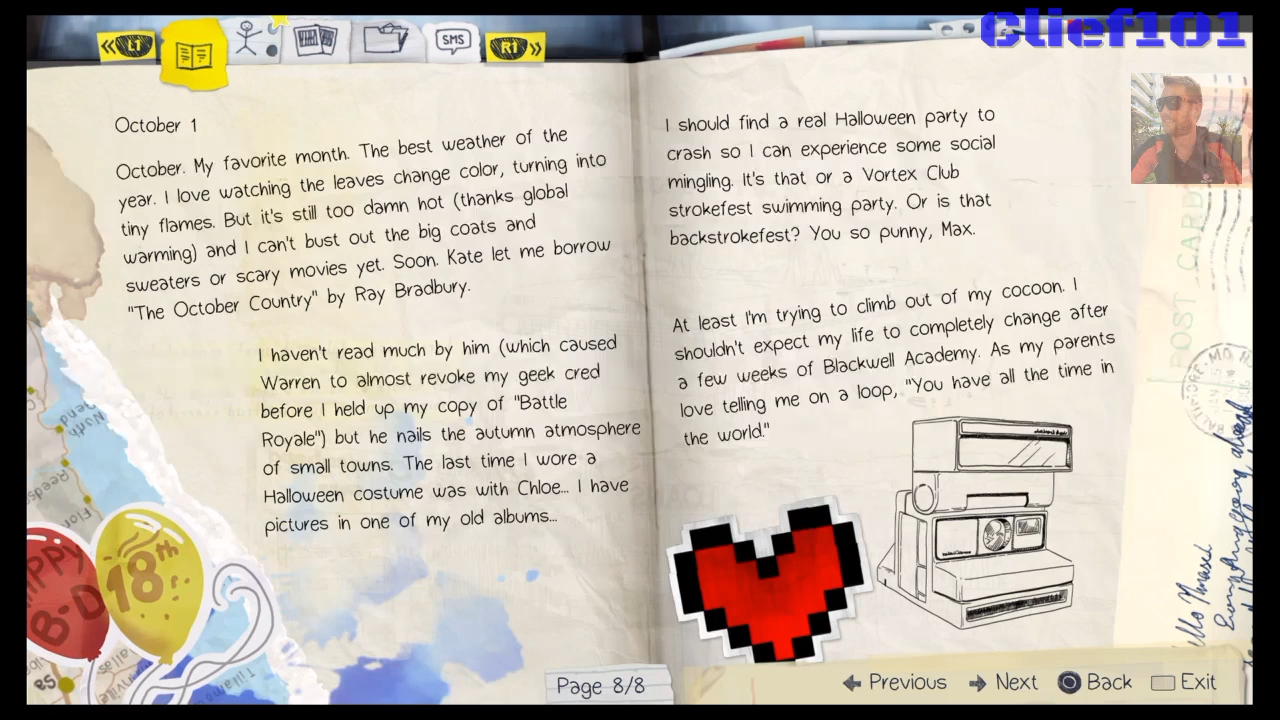 Clief101
L1
SMS
R1
October 1
October. My favorite month. The best weather of the
year. I love watching the leaves change color, turning into
tiny flames. But it's still too damn hot (thanks global
warming) and I can't bust out the big coats and
sweaters or scary movies yet. Soon. Kate let me borrow
"The October Country" by Ray Bradbury.
I haven't read much by him (which caused
Warren to almost revoke my geek cred
before I held up my copy of "Battle
Royale") but he nails the autumn atmosphere
of small towns. The last time I wore a
Halloween costume was with Chloe... I have
pictures in one of my old albums...
I should find a real Halloween party to
crash so I can experience some social
mingling. It's that or a Vortex Club
strokefest swimming party. Or is that
backstrokefest? You so punny, Max.
At least I'm trying to climb out of my cocoon. I
shouldn't expect my life to completely change after
a few weeks of Blackwell Academy. As my parents
love telling me on a loop, "You have all the time in
the world."
HAPPY
B-D
18th
POST CARD
Page 8/8
Previous
Next
Back
Exit